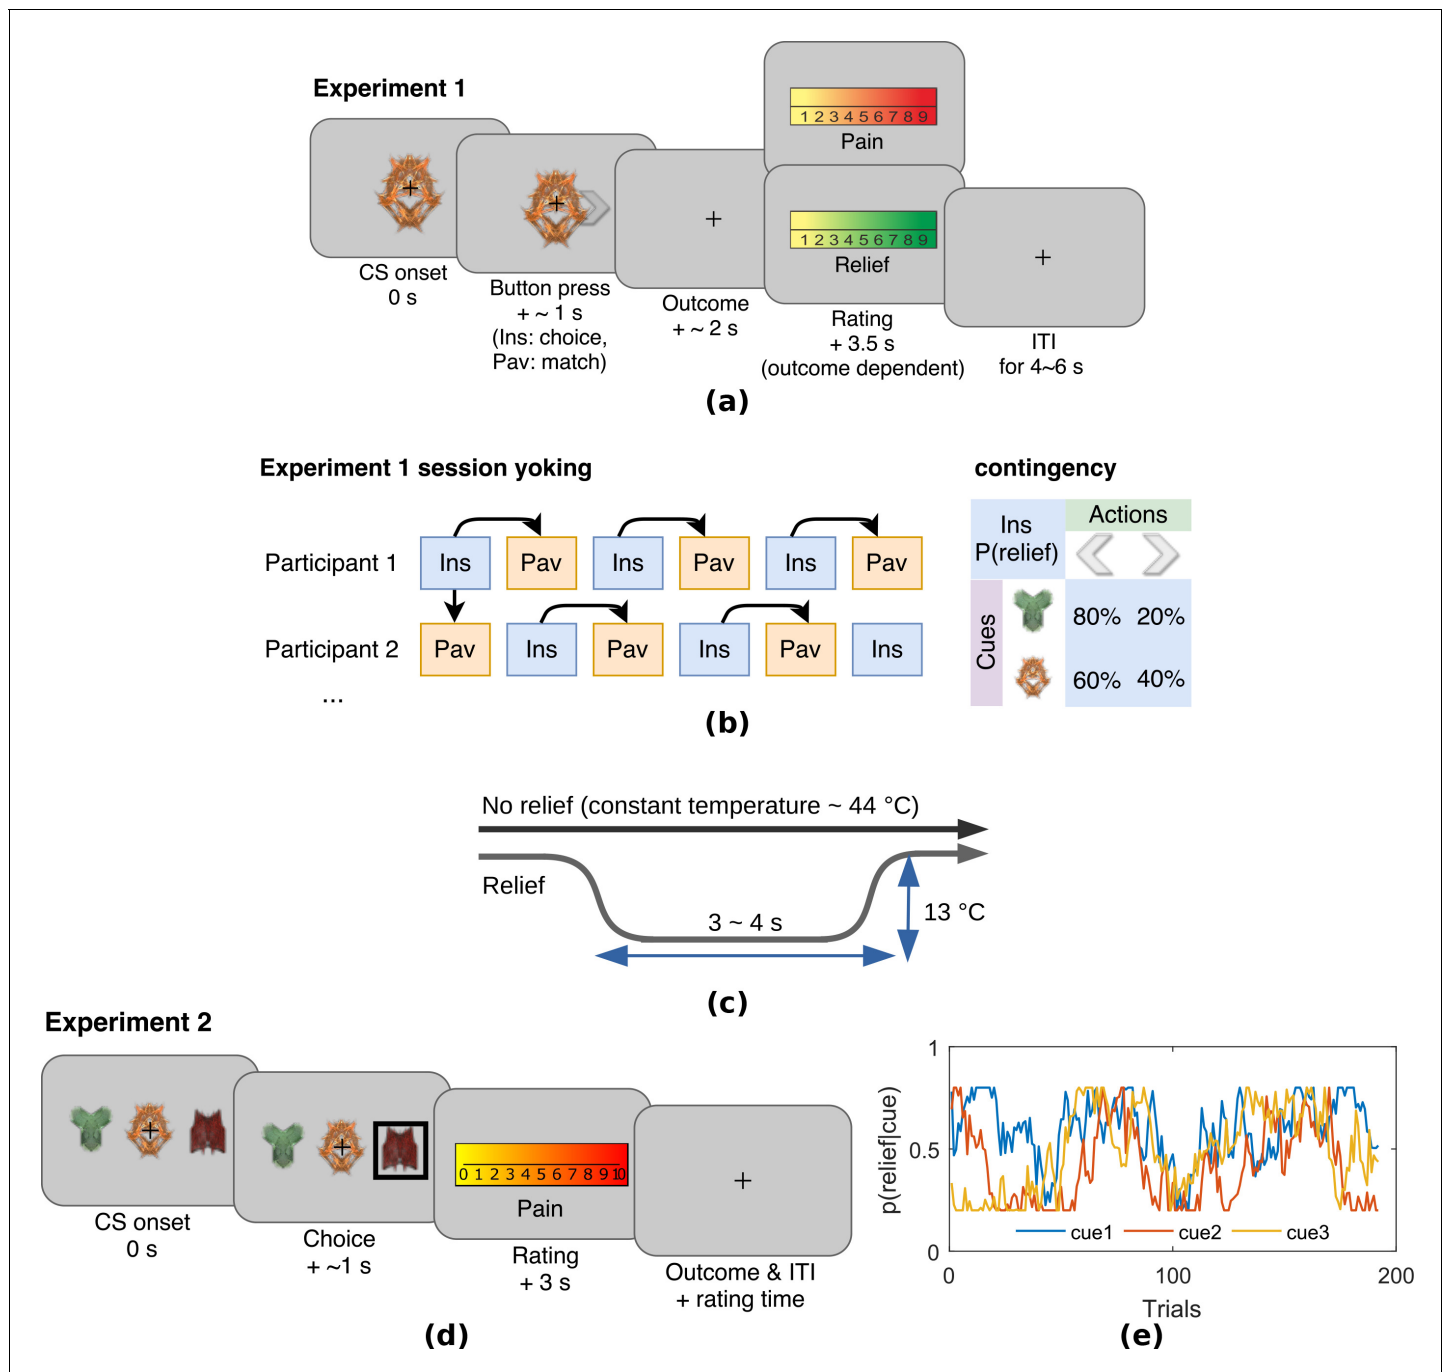 Experiment 1
1 2 3 4 5 6 7 8 9
Pain
1 2 3 4 5 6 7 8 9
Relief
CS onset
0 s
Button press
+ ~ 1 s
(Ins: choice,
Pav: match)
Outcome
+ ~ 2 s
Rating
+ 3.5 s
(outcome dependent)
ITI
for 4~6 s
(a)
Experiment 1 session yoking
Participant 1
Ins Pav Ins Pav Ins Pav
Participant 2
Pav Ins Pav Ins Pav Ins
...
contingency
Ins
P(relief)
Actions
Cues
80% 20%
60% 40%
(b)
No relief (constant temperature ~ 44 °C)
Relief
3 ~ 4 s
13 °C
(c)
Experiment 2
CS onset
0 s
Choice
+ ~1 s
0 1 2 3 4 5 6 7 8 9 10
Pain
Rating
+ 3 s
Outcome & ITI
+ rating time
(d)
p(relief|cue)
1
0.5
0
cue1 cue2 cue3
0 100 200
Trials
(e)